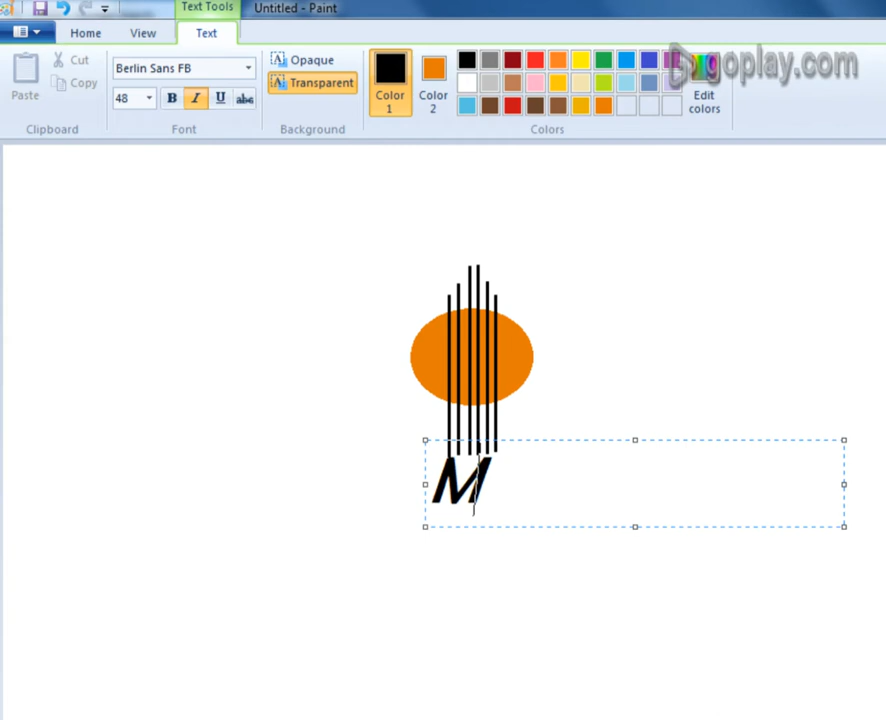 Text Tools
Untitled - Paint
Home
View
Text
Cut
Copy
Paste
Clipboard
Berlin Sans FB
48
B
I
U
abc
Font
Opaque
Transparent
Background
Color
1
Color
2
Edit
colors
Colors
goplay.com
M